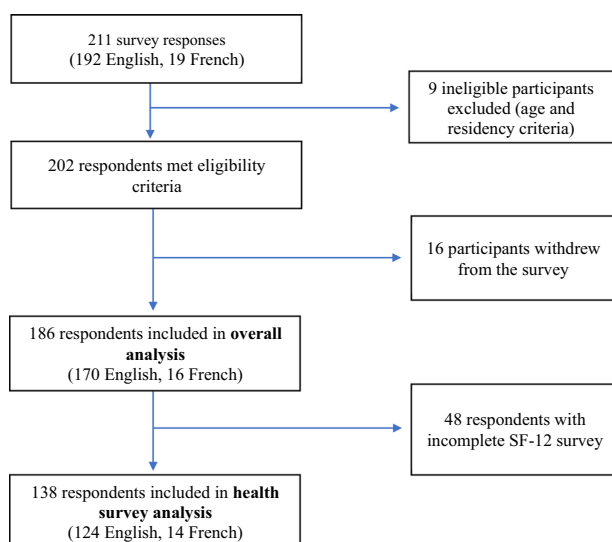 211 survey responses
(192 English, 19 French)
9 ineligible participants
excluded (age and
residency criteria)
202 respondents met eligibility
criteria
16 participants withdrew
from the survey
186 respondents included in overall
analysis
(170 English, 16 French)
48 respondents with
incomplete SF-12 survey
138 respondents included in health
survey analysis
(124 English, 14 French)